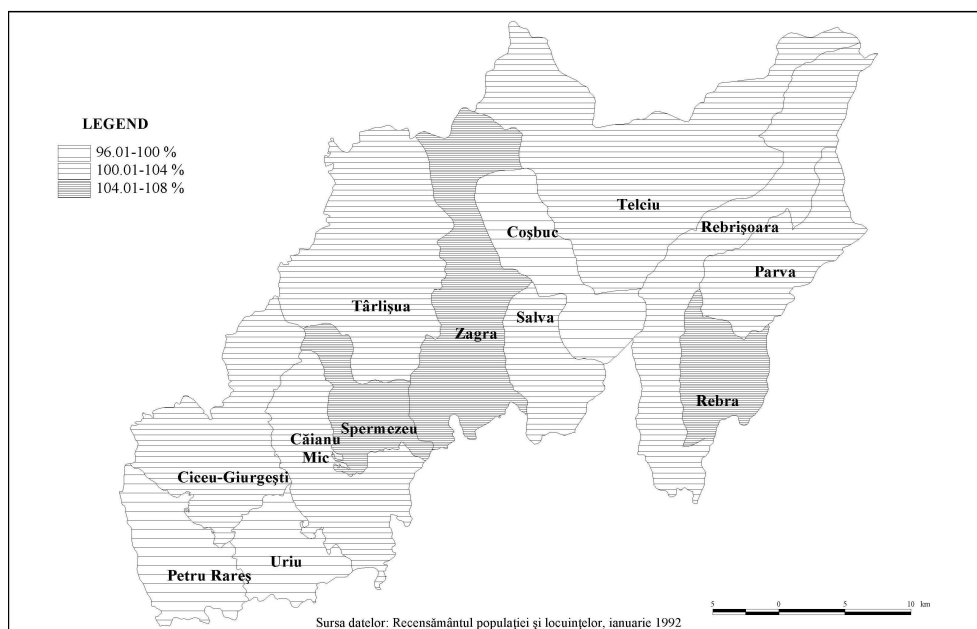 LEGEND
96.01-100 %
100.01-104 %
104.01-108 %
Telciu
Rebrişoara
Coşbuc
Parva
Târlişua
Salva
Zagra
Rebra
Spermezeu
Căianu
Mic
Ciceu-Giurgeşti
Uriu
Petru Rareş
5 0 5 10 km
Sursa datelor: Recensământul populaţiei şi locuinţelor, ianuarie 1992